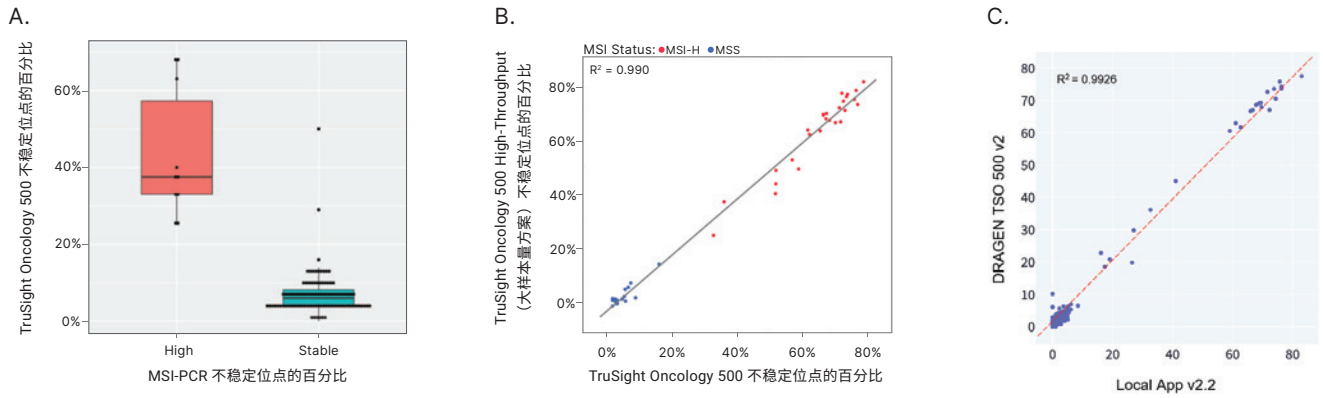 A.
TruSight Oncology 500 不稳定位点的百分比
60%
40%
20%
0%
High
Stable
MSI-PCR 不稳定位点的百分比
B.
TruSight Oncology 500 High-Throughput
（大样本量方案）不稳定位点的百分比
MSI Status: MSI-H MSS
R² = 0.990
80%
60%
40%
20%
0%
0%
20%
40%
60%
80%
TruSight Oncology 500 不稳定位点的百分比
C.
DRAGEN TSO 500 v2
R² = 0.9926
80
70
60
50
40
30
20
10
0
0
20
40
60
80
Local App v2.2